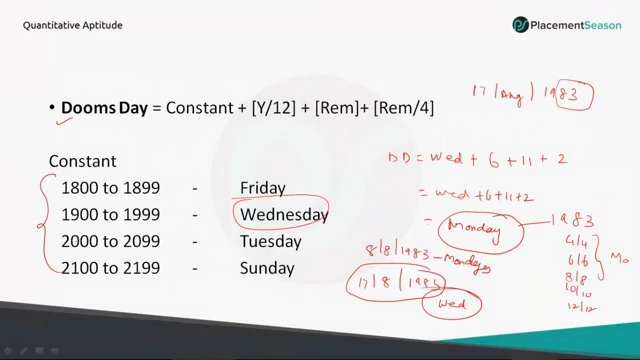 Quantitative Aptitude
PS PlacementSeason
17 / Aug / 1983
• Dooms Day = Constant + [Y/12] + [Rem]+ [Rem/4]
Constant
1800 to 1899 - Friday
1900 to 1999 - Wednesday
2000 to 2099 - Tuesday
2100 to 2199 - Sunday
DD = Wed + 6 + 11 + 2
= Wed+6+11+2
= Monday
1983
4/4
6/6
8/8
10/10
12/12
Mo
8/8/1983 - Monday
17/8/1983
Wed